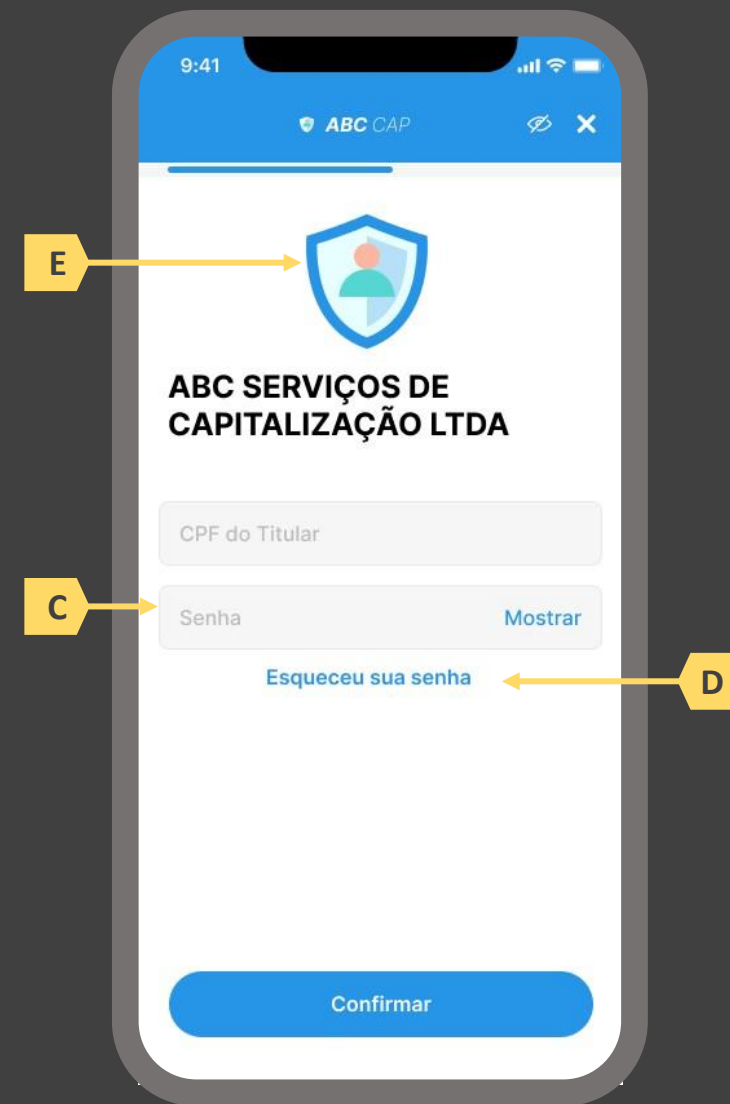 9:41
ABC CAP
E
ABC SERVIÇOS DE
CAPITALIZAÇÃO LTDA
CPF do Titular
C
Senha Mostrar
Esqueceu sua senha
D
Confirmar